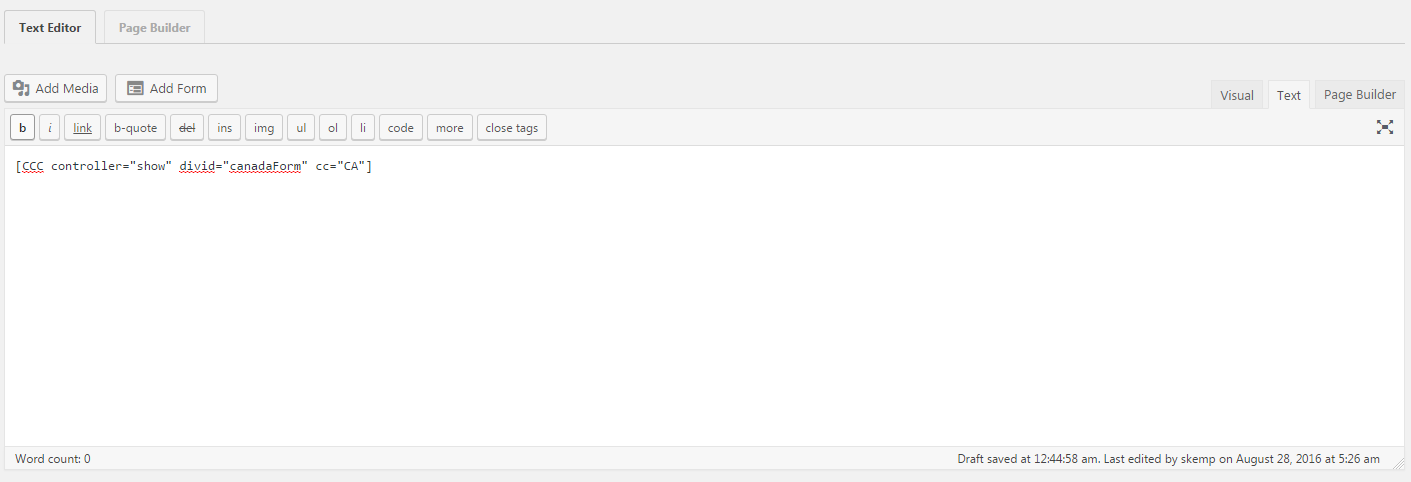 Text Editor Page Builder
Add Media Add Form
Visual Text Page Builder
b i link b-quote del ins img ul ol li code more close tags
[CCC controller="show" divid="canadaForm" cc="CA"]
Word count: 0 Draft saved at 12:44:58 am. Last edited by skemp on August 28, 2016 at 5:26 am